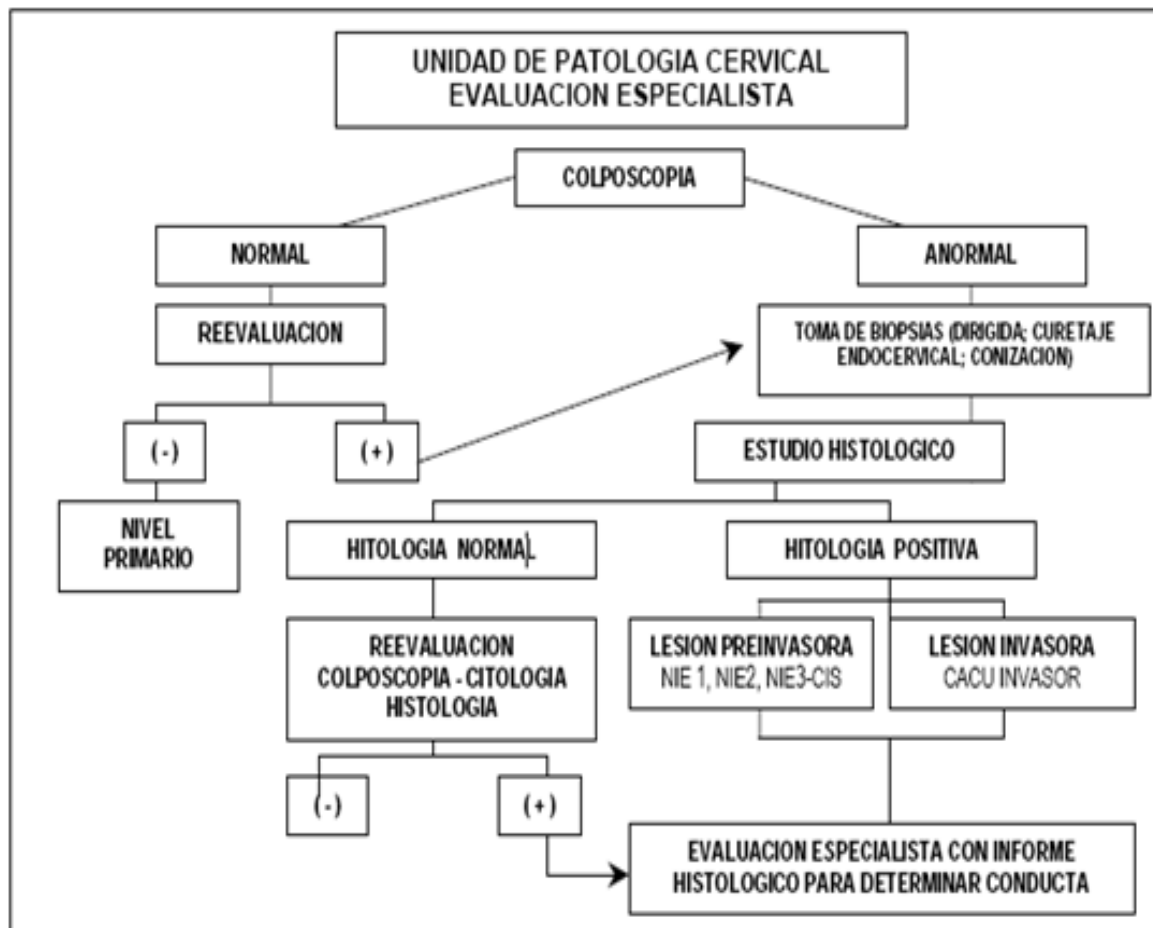 UNIDAD DE PATOLOGIA CERVICAL
EVALUACION ESPECIALISTA
COLPOSCOPIA
NORMAL
ANORMAL
REEVALUACION
TOMA DE BIOPSIAS (DIRIGIDA; CURETAJE
ENDOCERVICAL; CONIZACION)
(-)
(+)
ESTUDIO HISTOLOGICO
NIVEL
PRIMARIO
HITOLOGIA NORMAL
HITOLOGIA POSITIVA
REEVALUACION
COLPOSCOPIA - CITOLOGIA
HISTOLOGIA
LESION PREINVASORA
NIE 1, NIE2, NIE3-CIS
LESION INVASORA
CACU INVASOR
(-)
(+)
EVALUACION ESPECIALISTA CON INFORME
HISTOLOGICO PARA DETERMINAR CONDUCTA